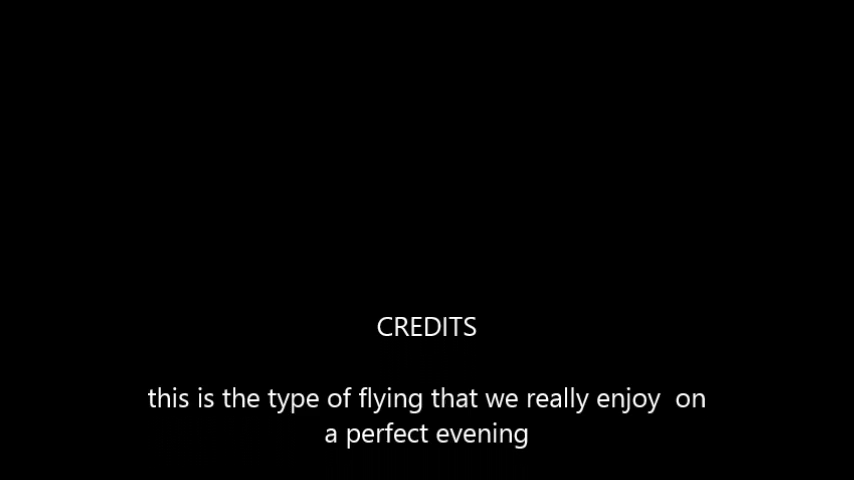 CREDITS
this is the type of flying that we really enjoy  on
a perfect evening